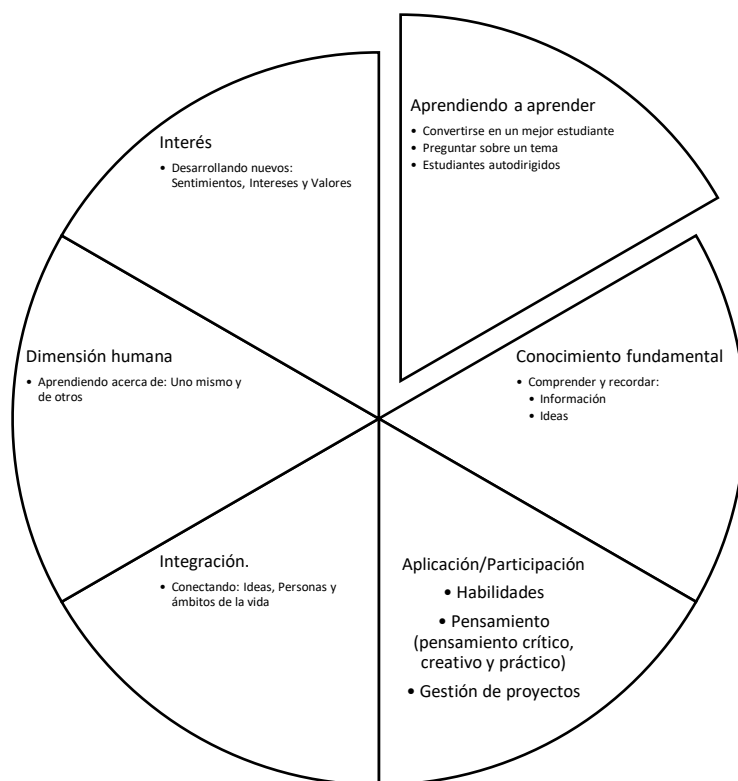 Aprendiendo a aprender
• Convertirse en un mejor estudiante
• Preguntar sobre un tema
• Estudiantes autodirigidos
Conocimiento fundamental
• Comprender y recordar:
• Información
• Ideas
Aplicación/Participación
• Habilidades
• Pensamiento
(pensamiento crítico,
creativo y práctico)
• Gestión de proyectos
Integración.
• Conectando: Ideas, Personas y
ámbitos de la vida
Dimensión humana
• Aprendiendo acerca de: Uno mismo y
de otros
Interés
• Desarrollando nuevos:
Sentimientos, Intereses y Valores